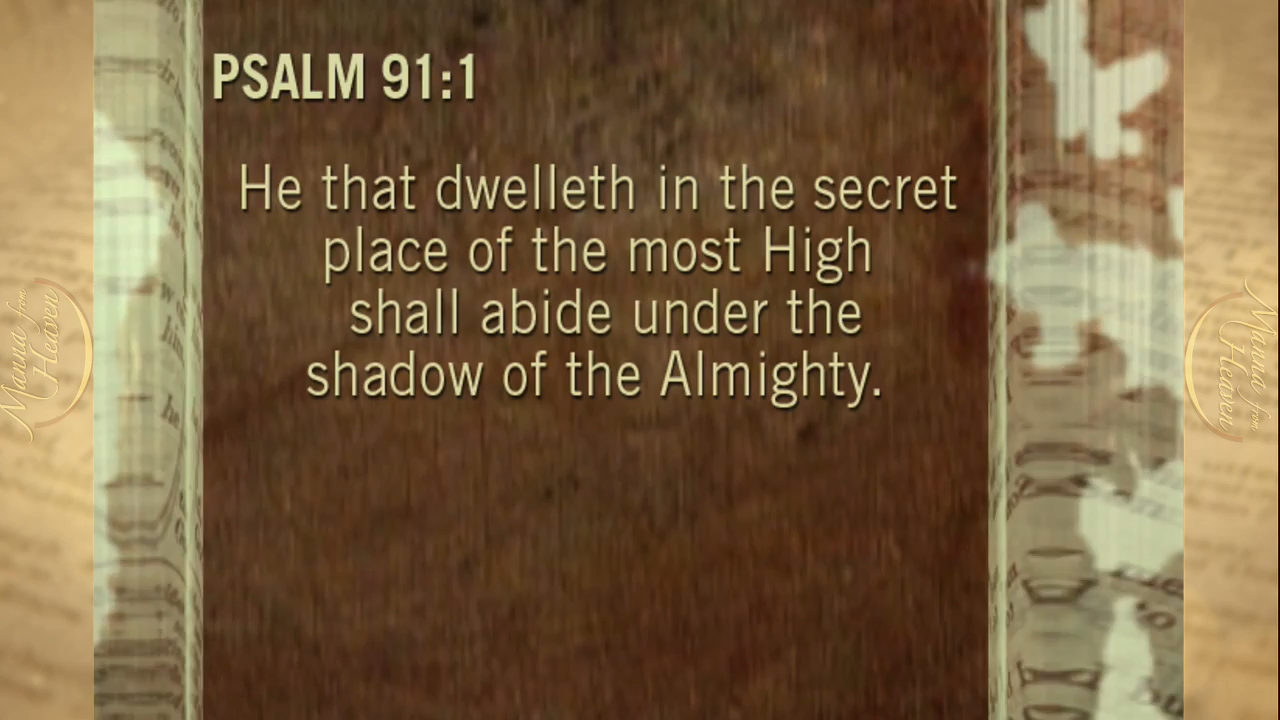 PSALM 91:1
He that dwelleth in the secret
place of the most High
shall abide under the
shadow of the Almighty.
Manna from
Heaven
Manna from
Heaven